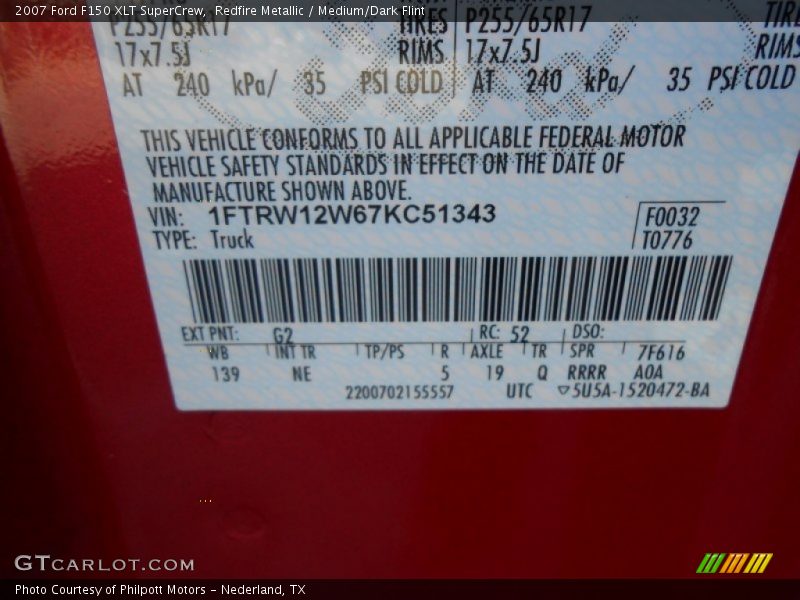 2007 Ford F150 XLT SuperCrew, Redfire Metallic / Medium/Dark Flint
P255/65R17 TIRES P255/65R17 TIRE
17x7.5J RIMS 17x7.5J RIMS
AT 240 kPa/ 35 PSI COLD AT 240 kPa/ 35 PSI COLD
THIS VEHICLE CONFORMS TO ALL APPLICABLE FEDERAL MOTOR
VEHICLE SAFETY STANDARDS IN EFFECT ON THE DATE OF
MANUFACTURE SHOWN ABOVE.
VIN: 1FTRW12W67KC51343 F0032
TYPE: Truck T0776
EXT PNT: G2 RC: 52 DSO:
WB INT TR TP/PS R AXLE TR SPR 7F616
139 NE 5 19 Q RRRR A0A
2200702155557 UTC ▽5U5A-1520472-BA
GTCARLOT.COM
Photo Courtesy of Philpott Motors - Nederland, TX